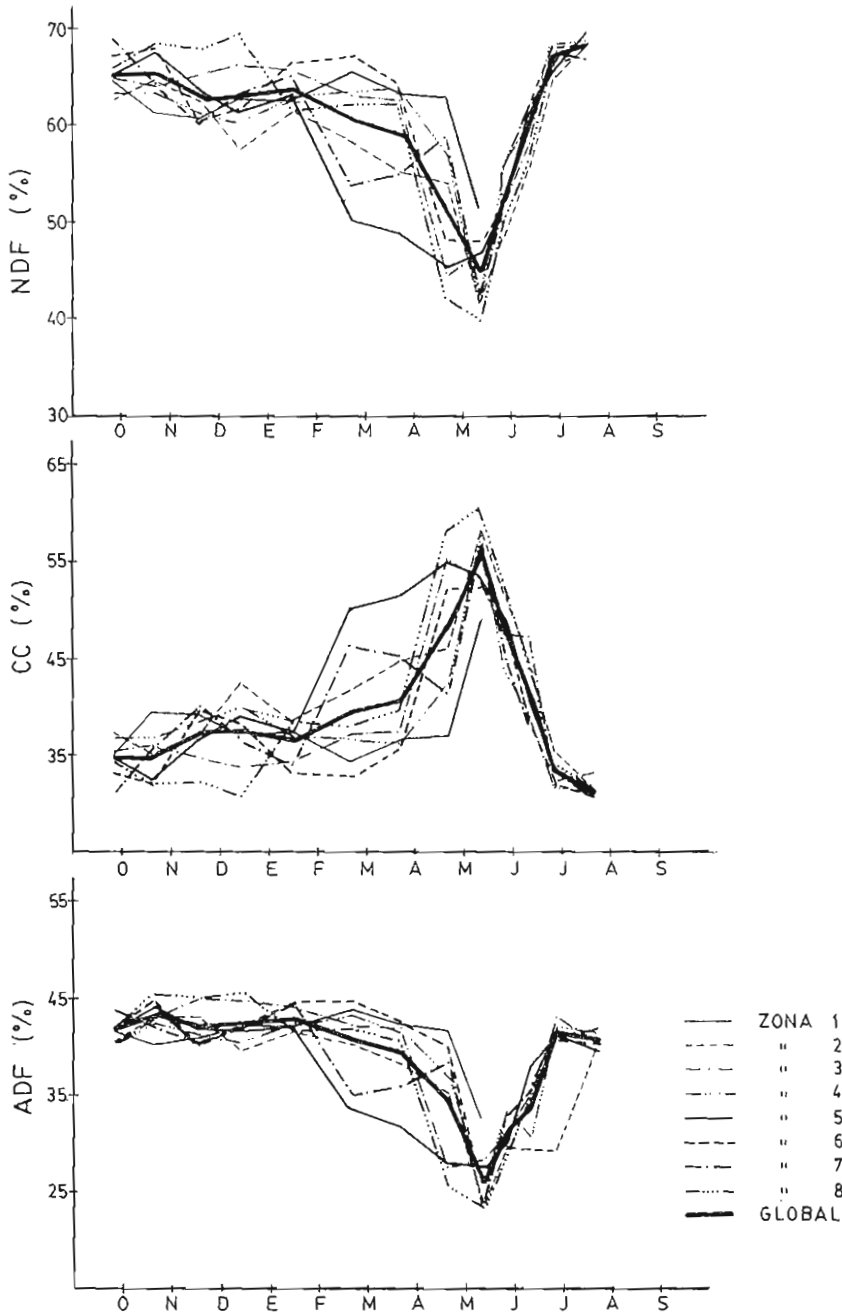 70
60
50
40
30
NDF (%)
O N D E F M A M J J A S
65
55
45
35
CC (%)
O N D E F M A M J J A S
55
45
35
25
ADF (%)
O N D E F M A M J J A S
ZONA 1
" 2
" 3
" 4
" 5
" 6
" 7
" 8
GLOBAL